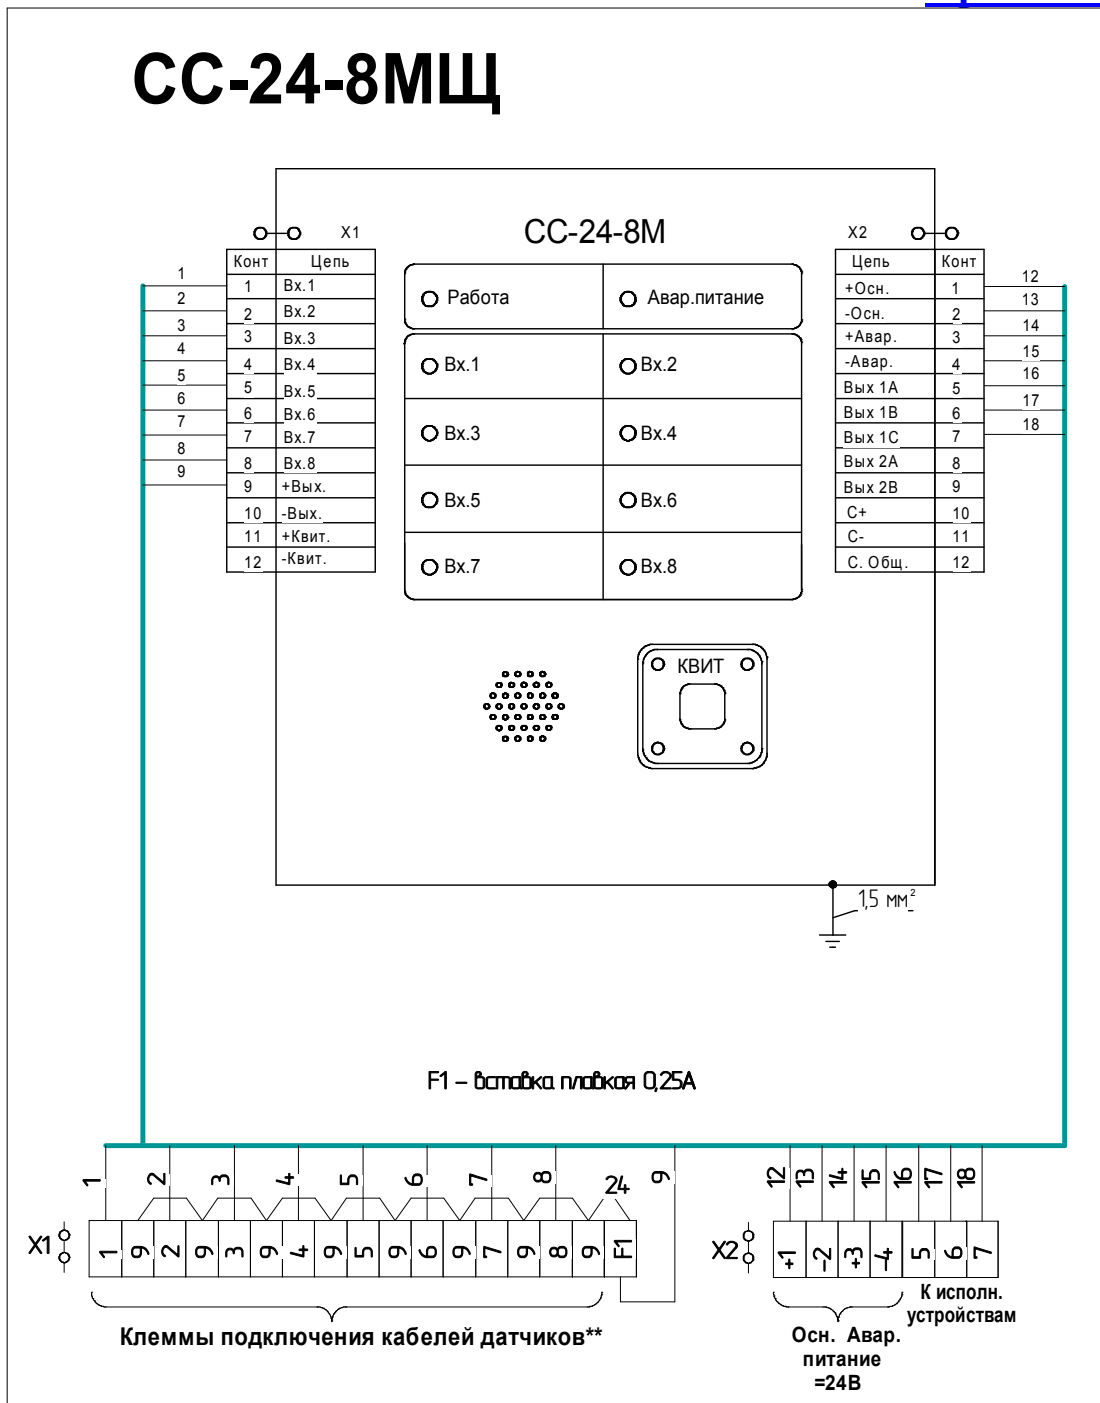 СС-24-8МЩ
СС-24-8М
X1
Конт Цепь
1 Вх.1
2 Вх.2
3 Вх.3
4 Вх.4
5 Вх.5
6 Вх.6
7 Вх.7
8 Вх.8
9 +Вых.
10 -Вых.
11 +Квит.
12 -Квит.
1
2
3
4
5
6
7
8
9
Работа Авар.питание
Вх.1 Вх.2
Вх.3 Вх.4
Вх.5 Вх.6
Вх.7 Вх.8
КВИТ
X2
Цепь Конт
+Осн. 1
-Осн. 2
+Авар. 3
-Авар. 4
Вых 1А 5
Вых 1В 6
Вых 1С 7
Вых 2А 8
Вых 2В 9
С+ 10
С- 11
С. Общ. 12
12
13
14
15
16
17
18
1,5 мм²
F1 – вставка плавкая 0,25А
1 2 3 4 5 6 7 8 24 9
X1 1 9 2 9 3 9 4 9 5 9 6 9 7 9 8 9 F1
Клеммы подключения кабелей датчиков**
12 13 14 15 16 17 18
X2 +1 –2 +3 –4 5 6 7
К исполн.
устройствам
Осн. Авар.
питание
=24В